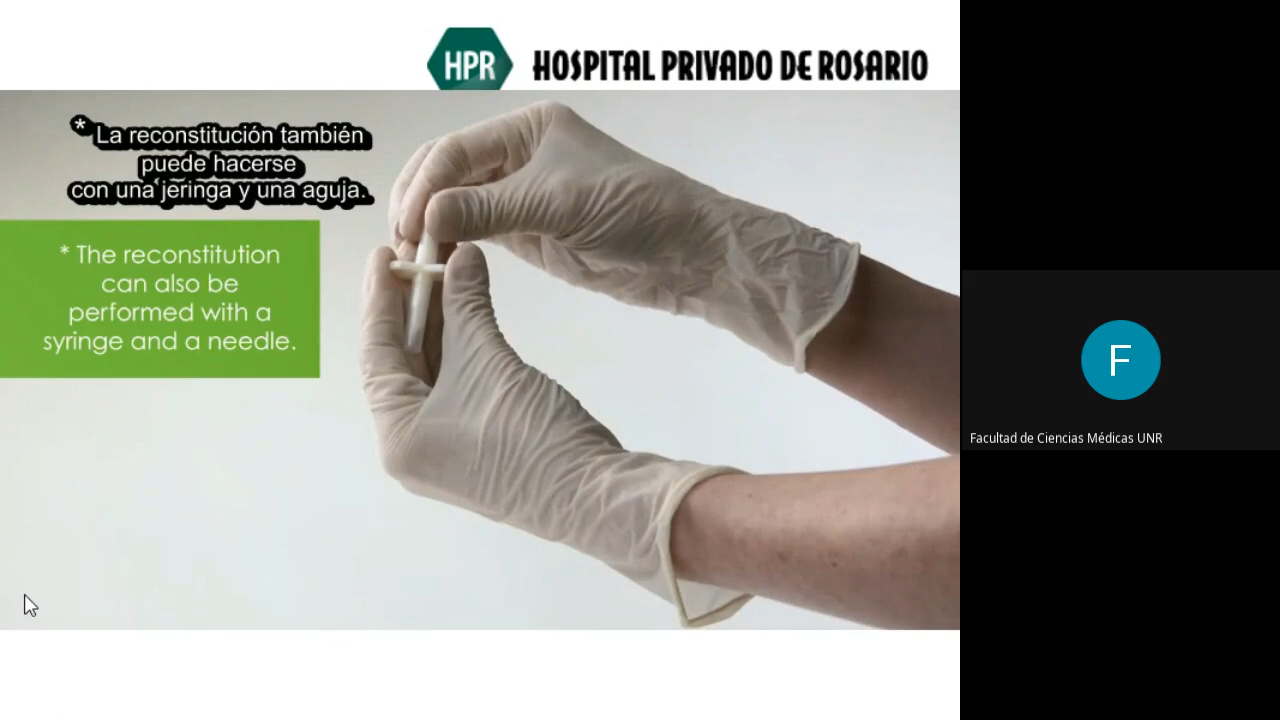 HPR HOSPITAL PRIVADO DE ROSARIO
* La reconstitución también
puede hacerse
con una jeringa y una aguja.
* The reconstitution
can also be
performed with a
syringe and a needle.
F
Facultad de Ciencias Médicas UNR